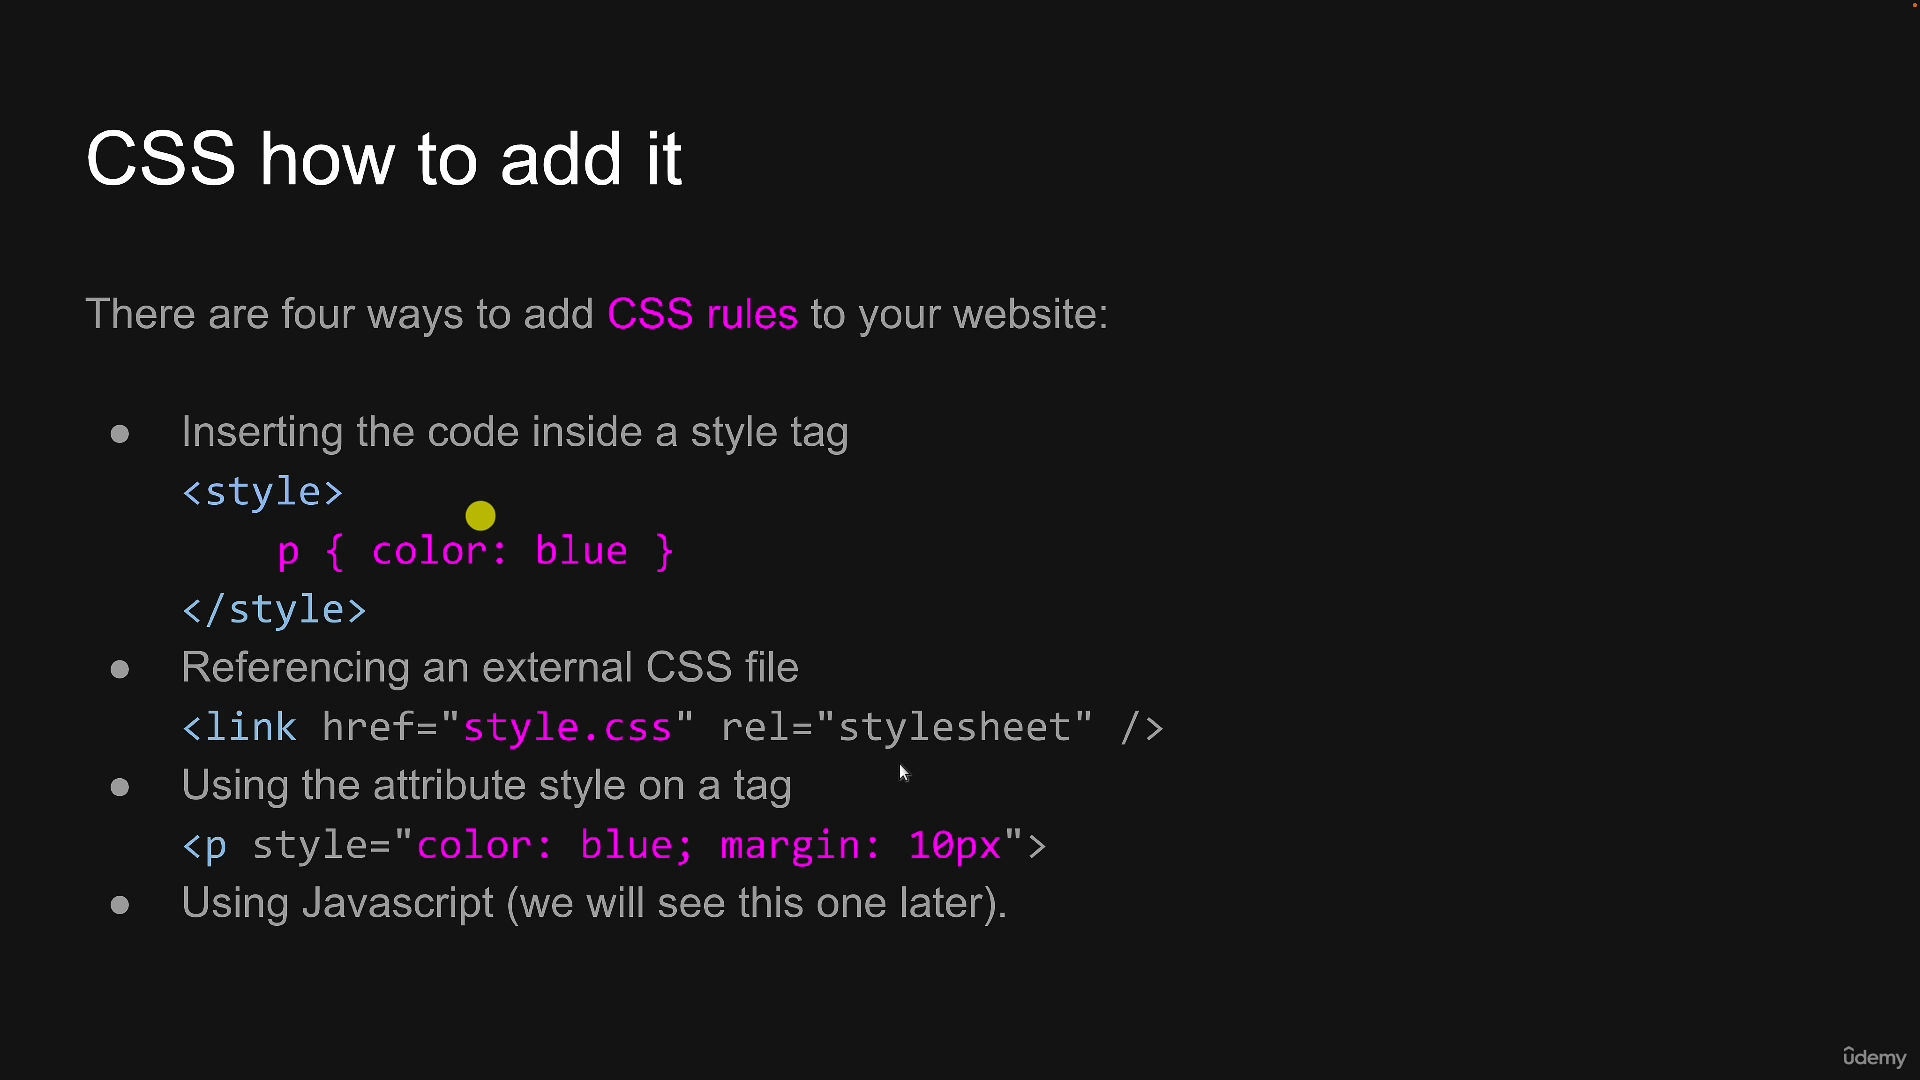 CSS how to add it
There are four ways to add CSS rules to your website:
● Inserting the code inside a style tag
<style>
p { color: blue }
</style>
● Referencing an external CSS file
<link href="style.css" rel="stylesheet" />
● Using the attribute style on a tag
<p style="color: blue; margin: 10px">
● Using Javascript (we will see this one later).
ûdemy